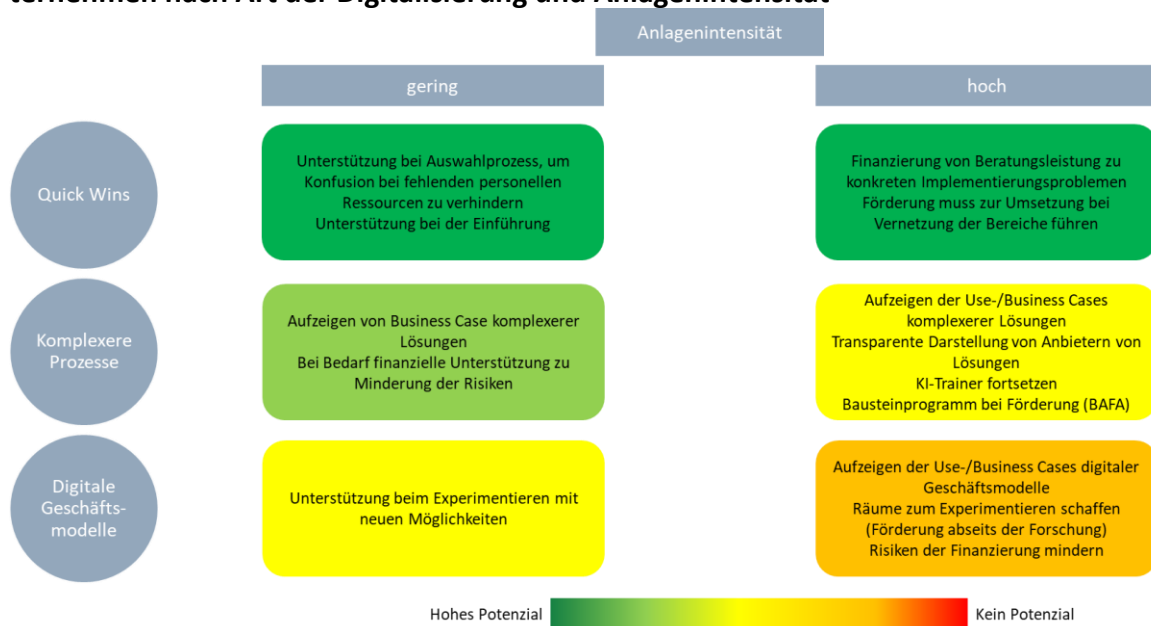 ternehmen nach Art der Digitalisierung und Anlagenintensität
Anlagenintensität
gering
hoch
Quick Wins
Unterstützung bei Auswahlprozess, um
Konfusion bei fehlenden personellen
Ressourcen zu verhindern
Unterstützung bei der Einführung
Finanzierung von Beratungsleistung zu
konkreten Implementierungsproblemen
Förderung muss zur Umsetzung bei
Vernetzung der Bereiche führen
Komplexere
Prozesse
Aufzeigen von Business Case komplexerer
Lösungen
Bei Bedarf finanzielle Unterstützung zu
Minderung der Risiken
Aufzeigen der Use-/Business Cases
komplexerer Lösungen
Transparente Darstellung von Anbietern von
Lösungen
KI-Trainer fortsetzen
Bausteinprogramm bei Förderung (BAFA)
Digitale
Geschäfts-
modelle
Unterstützung beim Experimentieren mit
neuen Möglichkeiten
Aufzeigen der Use-/Business Cases digitaler
Geschäftsmodelle
Räume zum Experimentieren schaffen
(Förderung abseits der Forschung)
Risiken der Finanzierung mindern
Hohes Potenzial
Kein Potenzial